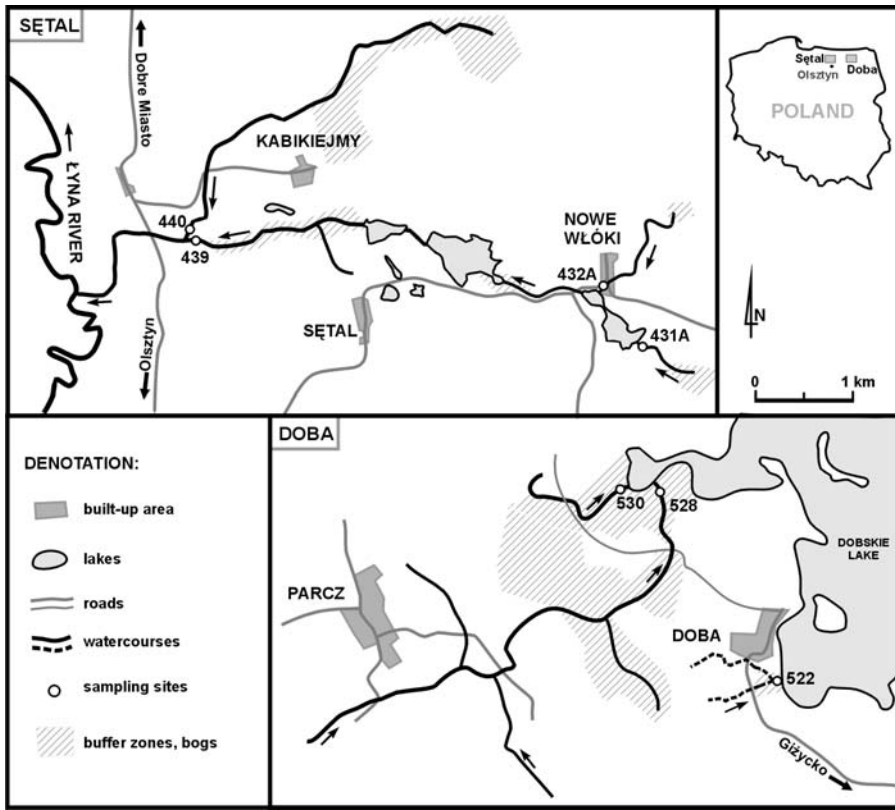 SĘTAL
Dobre Miasto
ŁYNA RIVER
KABIKIEJMY
440
439
NOWE
WŁÓKI
432A
431A
SĘTAL
Olsztyn
Sętal
Doba
Olsztyn
POLAND
N
0 1 km
DENOTATION:
built-up area
lakes
roads
watercourses
sampling sites
buffer zones, bogs
DOBA
530
528
DOBSKIE
LAKE
PARCZ
DOBA
522
Giżycko